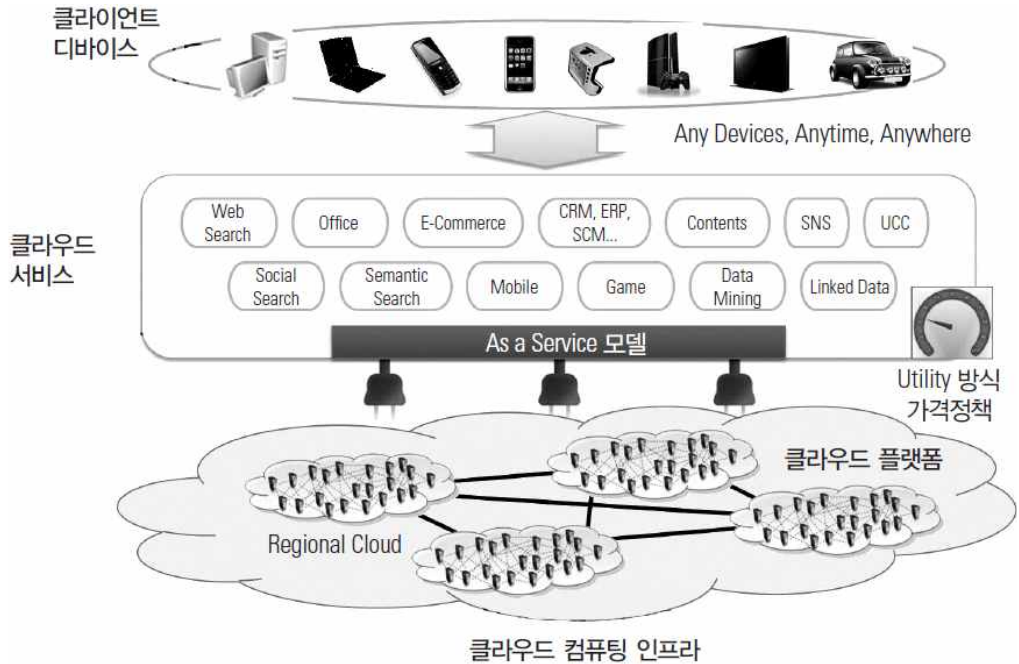 클라이언트
디바이스
Any Devices, Anytime, Anywhere
클라우드
서비스
Web
Search
Office
E-Commerce
CRM, ERP,
SCM...
Contents
SNS
UCC
Social
Search
Semantic
Search
Mobile
Game
Data
Mining
Linked Data
As a Service 모델
Utility 방식
가격정책
클라우드 플랫폼
Regional Cloud
클라우드 컴퓨팅 인프라